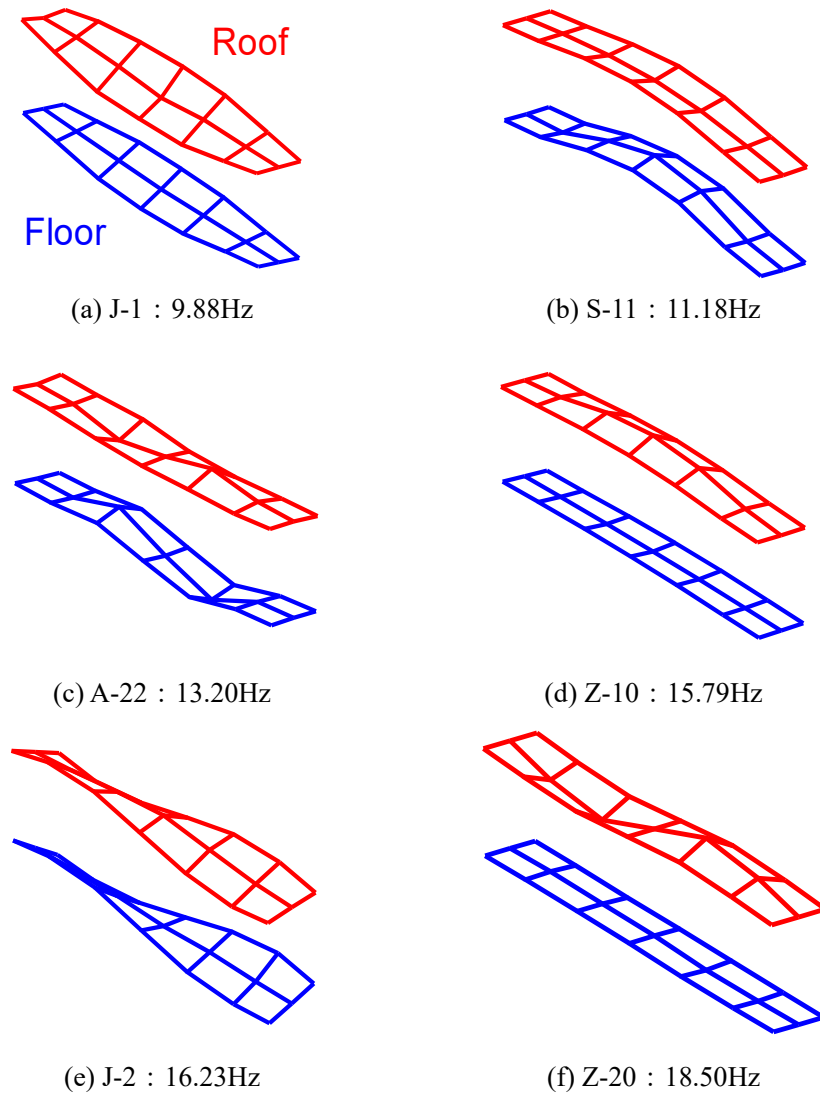 Roof
Floor
(a) J-1：9.88Hz
(b) S-11：11.18Hz
(c) A-22：13.20Hz
(d) Z-10：15.79Hz
(e) J-2：16.23Hz
(f) Z-20：18.50Hz